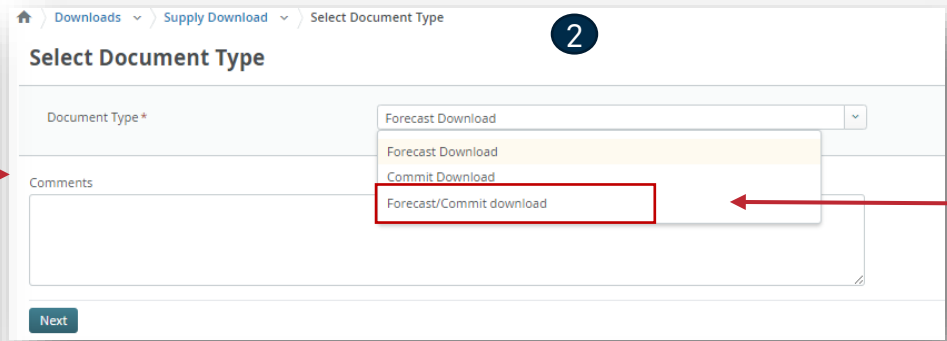 Downloads Supply Download Select Document Type
2
Select Document Type
Document Type* Forecast Download
Forecast Download
Commit Download
Forecast/Commit download
Comments
Next